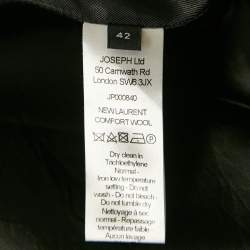 42
JOSEPH Ltd
50 Carnwath Rd
London SW6 3JX
JP000840
NEW LAURENT
COMFORT WOOL
Dry clean in
Trichloethylene
Normal -
Iron low temperature
setting - Do not
wash - Do not bleach
Do not tumble dry
Nettoyage à sec
normal - Repassage
température faible
Aucun lavage